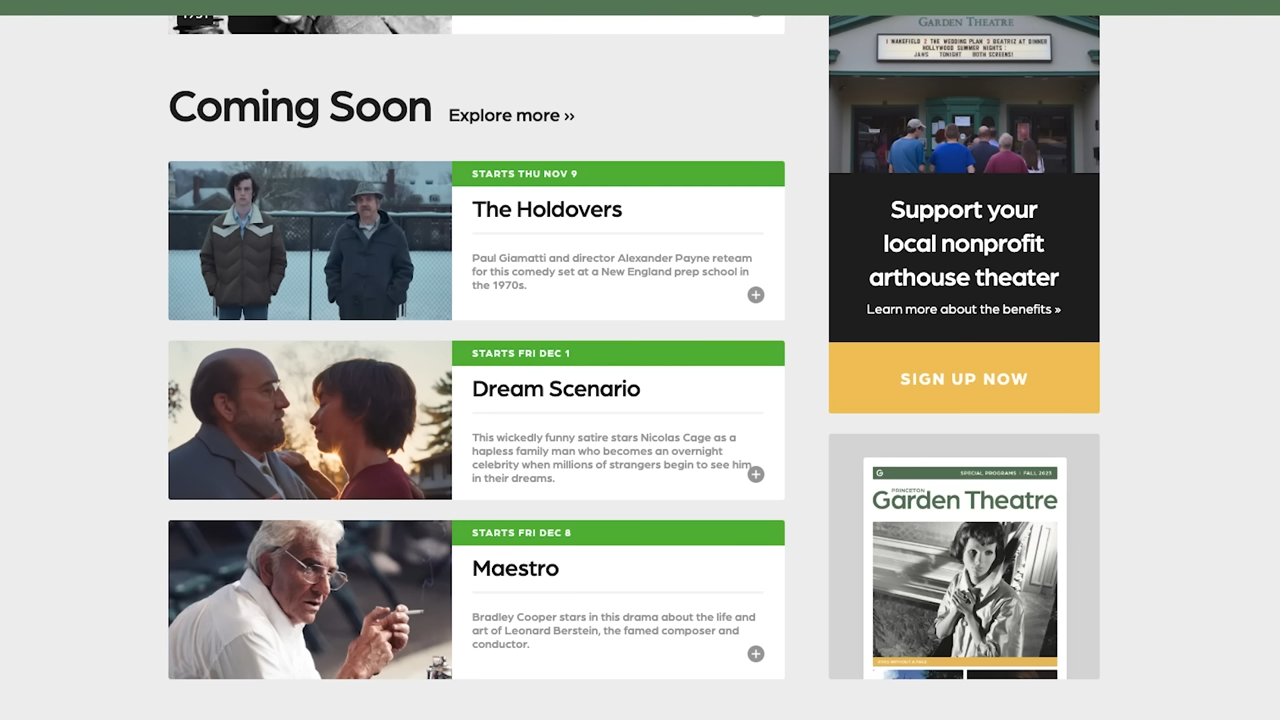 Coming Soon Explore more ››
STARTS THU NOV 9
The Holdovers
Paul Giamatti and director Alexander Payne reteam
for this comedy set at a New England prep school in
the 1970s.
STARTS FRI DEC 1
Dream Scenario
This wickedly funny satire stars Nicolas Cage as a
hapless family man who becomes an overnight
celebrity when millions of strangers begin to see him
in their dreams.
STARTS FRI DEC 8
Maestro
Bradley Cooper stars in this drama about the life and
art of Leonard Berstein, the famed composer and
conductor.
GARDEN THEATRE
1 WAKEFIELD 2 THE WEDDING PLAN 3 BEATRIZ AT DINNER
HOLLYWOOD SUMMER NIGHTS
JAWS TONIGHT BOTH SCREENS!
Support your
local nonprofit
arthouse theater
Learn more about the benefits »
SIGN UP NOW
G SPECIAL PROGRAMS | FALL 2023
PRINCETON
Garden Theatre